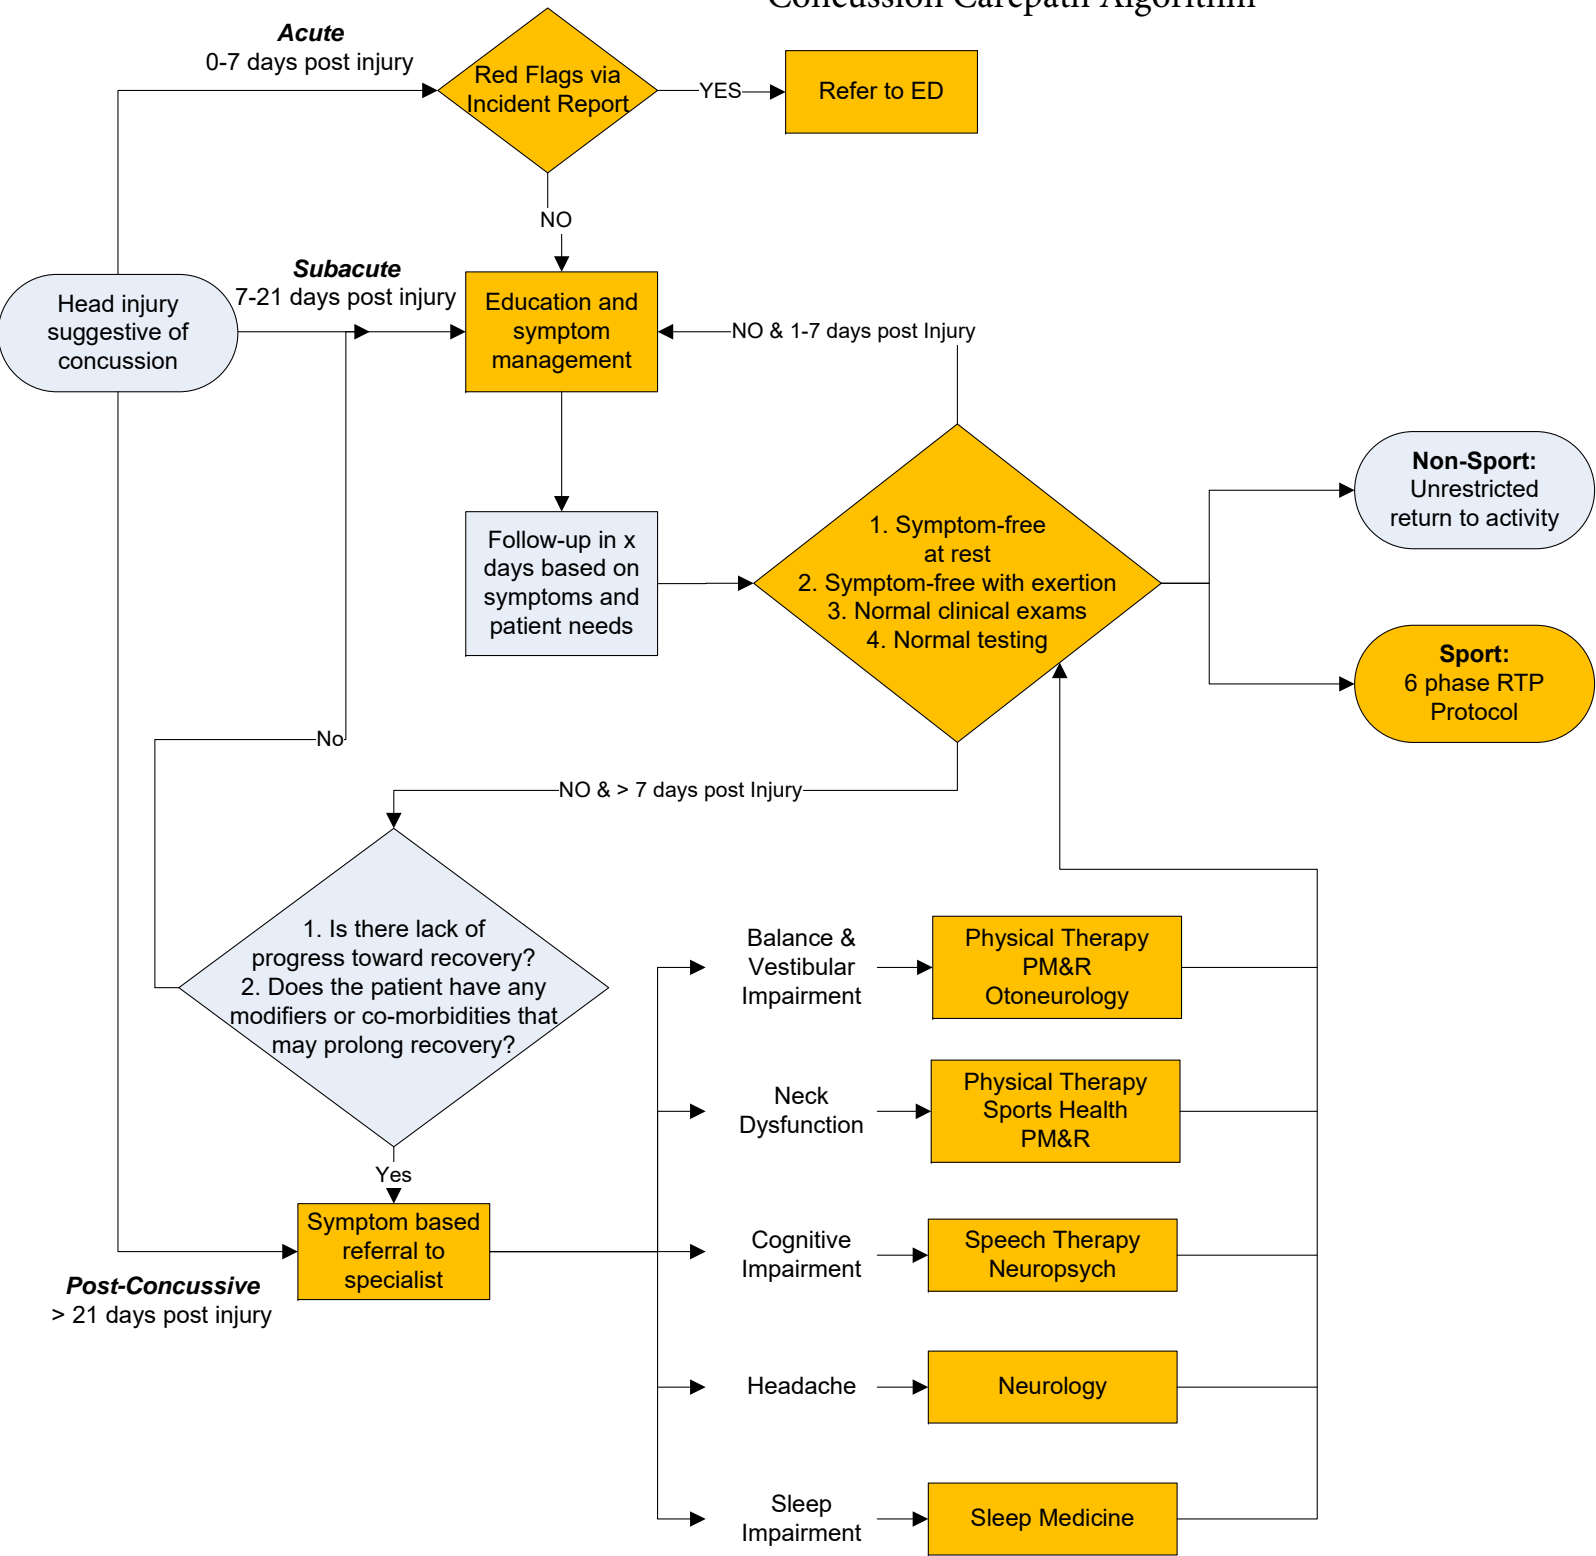 Concussion Carepath Algorithm
Acute
0-7 days post injury
Red Flags via
Incident Report
YES
Refer to ED
NO
Subacute
7-21 days post injury
Head injury
suggestive of
concussion
Education and
symptom
management
NO & 1-7 days post Injury
Follow-up in x
days based on
symptoms and
patient needs
1. Symptom-free
at rest
2. Symptom-free with exertion
3. Normal clinical exams
4. Normal testing
Non-Sport:
Unrestricted
return to activity
Sport:
6 phase RTP
Protocol
No
NO & > 7 days post Injury
1. Is there lack of
progress toward recovery?
2. Does the patient have any
modifiers or co-morbidities that
may prolong recovery?
Yes
Symptom based
referral to
specialist
Post-Concussive
> 21 days post injury
Balance &
Vestibular
Impairment
Physical Therapy
PM&R
Otoneurology
Neck
Dysfunction
Physical Therapy
Sports Health
PM&R
Cognitive
Impairment
Speech Therapy
Neuropsych
Headache
Neurology
Sleep
Impairment
Sleep Medicine